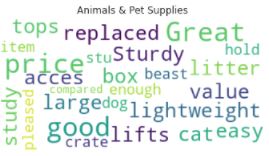 Animals & Pet Supplies
tops replaced Great
item stu Sturdy hold
price acces box beast litter
compared enough value
study pleased large dog lightweight
good crate lifts cat easy